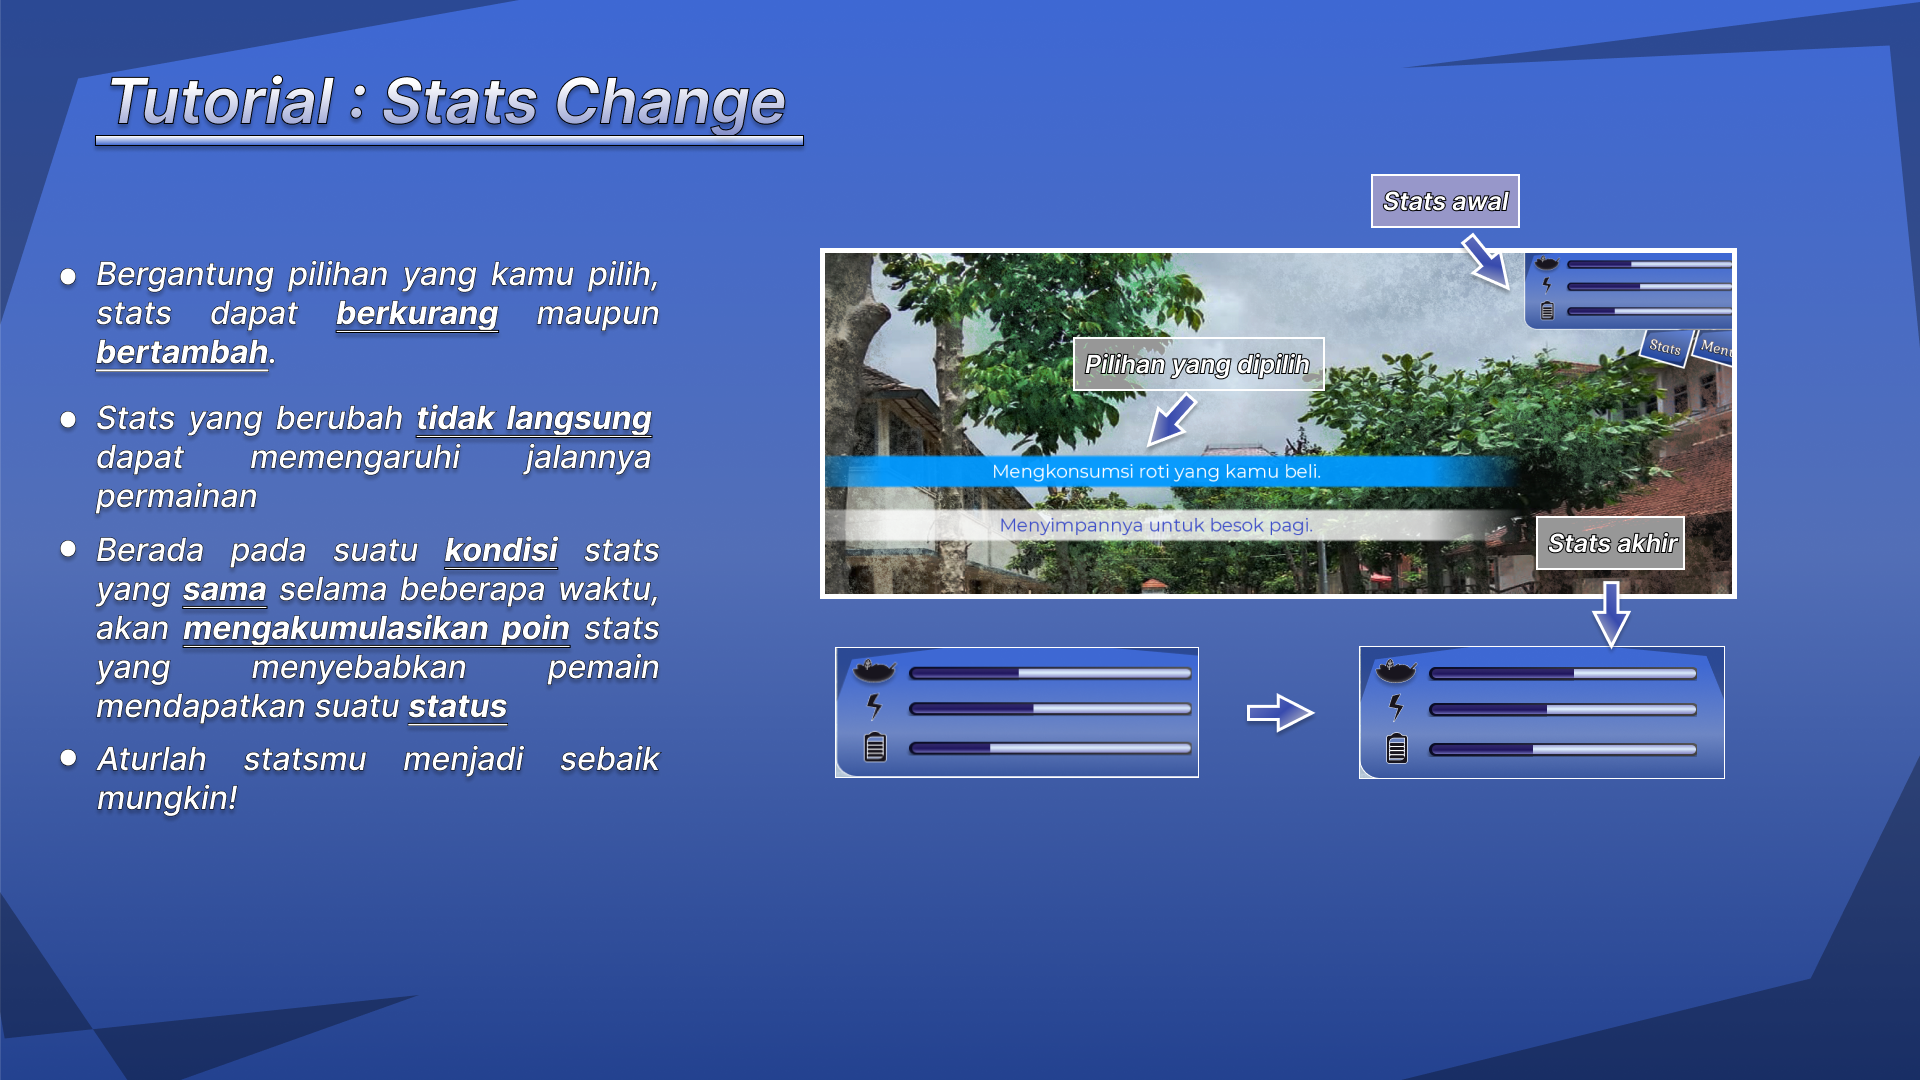 Tutorial : Stats Change
Bergantung pilihan yang kamu pilih,
stats dapat berkurang maupun
bertambah.
Stats yang berubah tidak langsung
dapat memengaruhi jalannya
permainan
Berada pada suatu kondisi stats
yang sama selama beberapa waktu,
akan mengakumulasikan poin stats
yang menyebabkan pemain
mendapatkan suatu status
Aturlah statsmu menjadi sebaik
mungkin!
Stats awal
Stats
Menu
Pilihan yang dipilih
Mengkonsumsi roti yang kamu beli.
Menyimpannya untuk besok pagi.
Stats akhir